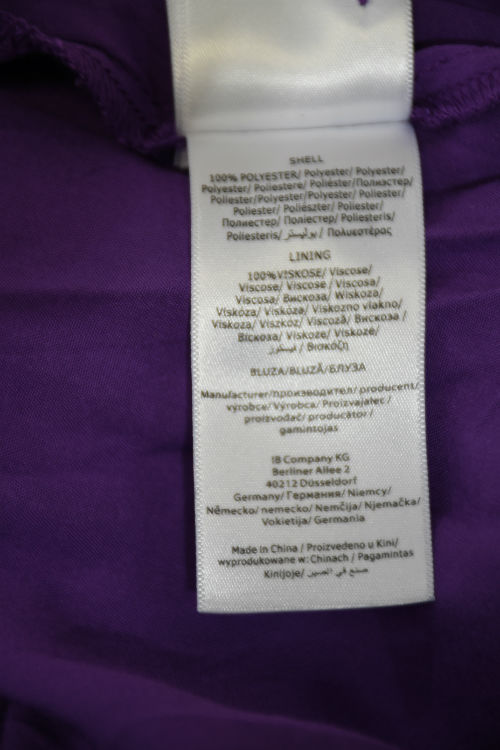 SHELL
100% POLYESTER/ Polyester/ Polyester/
Polyester/ Poliestere/ Poliester/Полиэстер/
Poliester/Polyester/Polyester/ Poliester/
Poliester/ Poliészter/ Poliester/
Полиестер/ Поліестер/ Poliesteris/
Poliesteris/ بوليستر / Πολυεστέρας
LINING
100%VISKOSE/ Viscose/
Viscose/ Viscose / Viscosa/
Viscosa/ Вискоза/ Wiskoza/
Viskóza/ Viskóza/ Viskozno vlakno/
Viskoza/ Viszkóz/ Viscoză/ Вискоза /
Віскоза/ Viskoze/ Viskozė/
فيسكوز / Βισκόζη
BLUZA/BLUZĂ/БЛУЗА
Manufacturer/производител/ producent/
výrobce/ Výrobca/ Proizvajalec/
proizvođač/ producător /
gamintojas
IB Company KG
Berliner Allee 2
40212 Düsseldorf
Germany/ Германия/ Niemcy/
Německo/ nemecko/ Nemčija/ Njemačka/
Vokietija/ Germania
Made in China / Proizvedeno u Kini/
wyprodukowane w: Chinach / Pagamintas
Kinijoje/ صنع في الصين